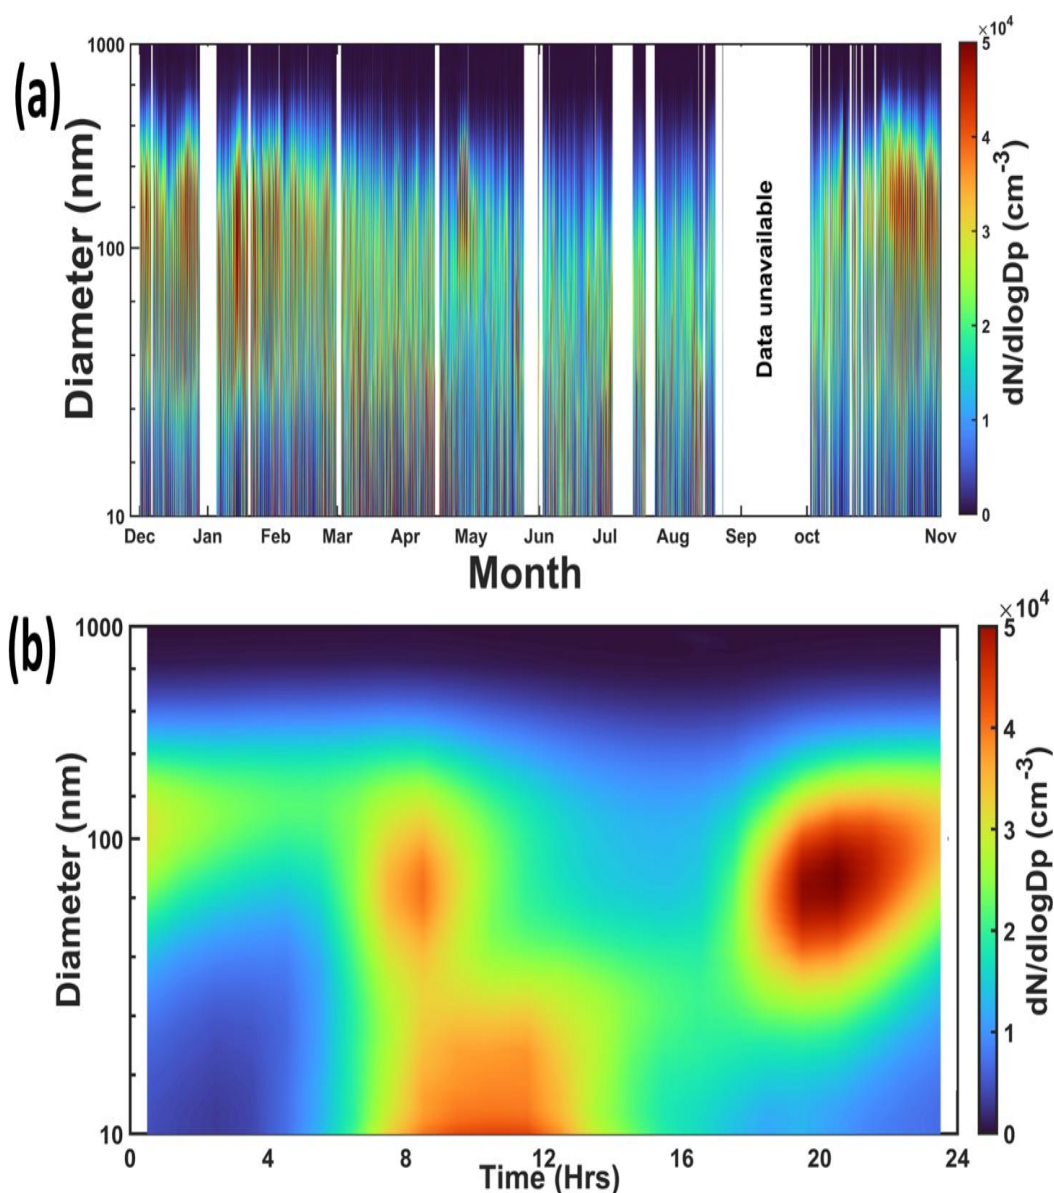 (a)
Diameter (nm)
1000
100
10
Data unavailable
Dec Jan Feb Mar Apr May Jun Jul Aug Sep oct Nov
Month
×10⁴
5
4
3
2
1
0
dN/dlogDp (cm⁻³)
(b)
Diameter (nm)
1000
100
10
0 4 8 12 16 20 24
Time (Hrs)
×10⁴
5
4
3
2
1
0
dN/dlogDp (cm⁻³)